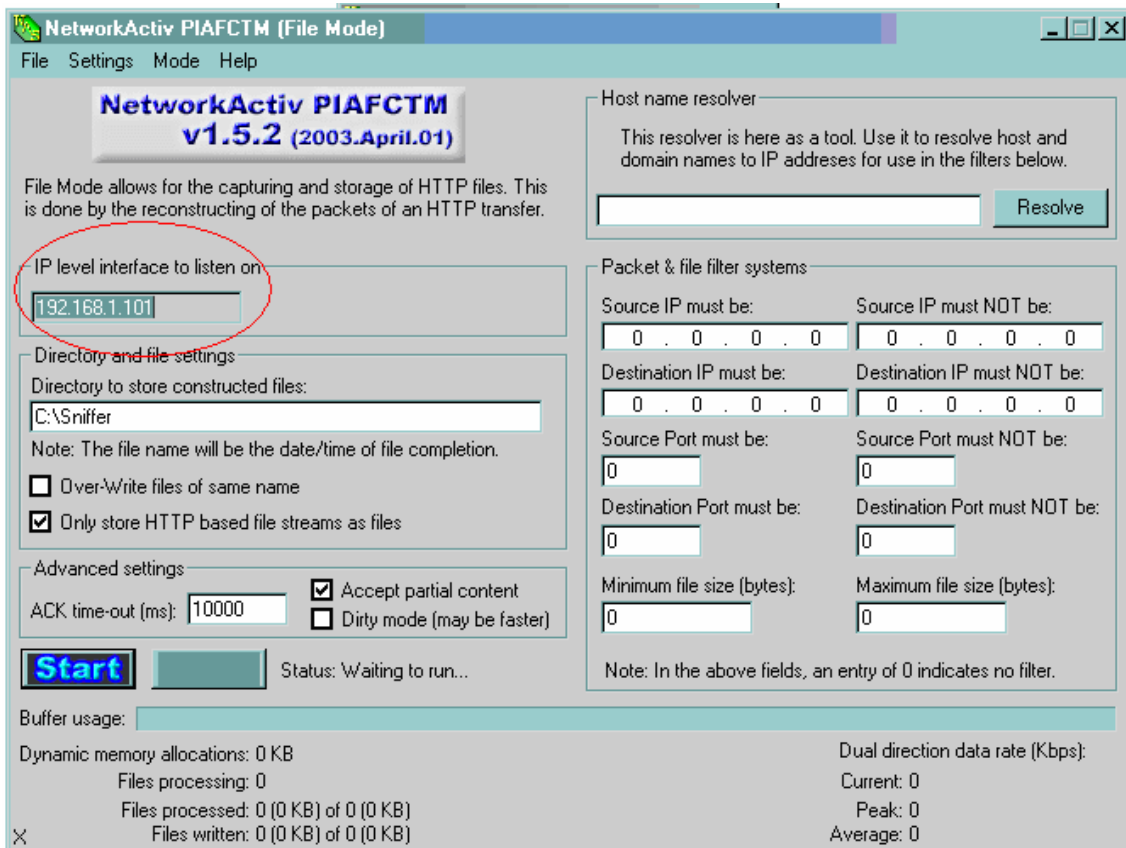 NetworkActiv PIAFCTM (File Mode)
File Settings Mode Help
NetworkActiv PIAFCTM
v1.5.2 (2003.April.01)
File Mode allows for the capturing and storage of HTTP files. This
is done by the reconstructing of the packets of an HTTP transfer.
Host name resolver
This resolver is here as a tool. Use it to resolve host and
domain names to IP addreses for use in the filters below.
Resolve
IP level interface to listen on
192.168.1.101
Directory and file settings
Directory to store constructed files:
C:\Sniffer
Note: The file name will be the date/time of file completion.
Over-Write files of same name
Only store HTTP based file streams as files
Advanced settings
ACK time-out (ms): 10000
Accept partial content
Dirty mode (may be faster)
Start
Status: Waiting to run...
Packet & file filter systems
Source IP must be: Source IP must NOT be:
0 . 0 . 0 . 0 0 . 0 . 0 . 0
Destination IP must be: Destination IP must NOT be:
0 . 0 . 0 . 0 0 . 0 . 0 . 0
Source Port must be: Source Port must NOT be:
0 0
Destination Port must be: Destination Port must NOT be:
0 0
Minimum file size (bytes): Maximum file size (bytes):
0 0
Note: In the above fields, an entry of 0 indicates no filter.
Buffer usage:
Dynamic memory allocations: 0 KB
Files processing: 0
Files processed: 0 (0 KB) of 0 (0 KB)
X Files written: 0 (0 KB) of 0 (0 KB)
Dual direction data rate (Kbps):
Current: 0
Peak: 0
Average: 0